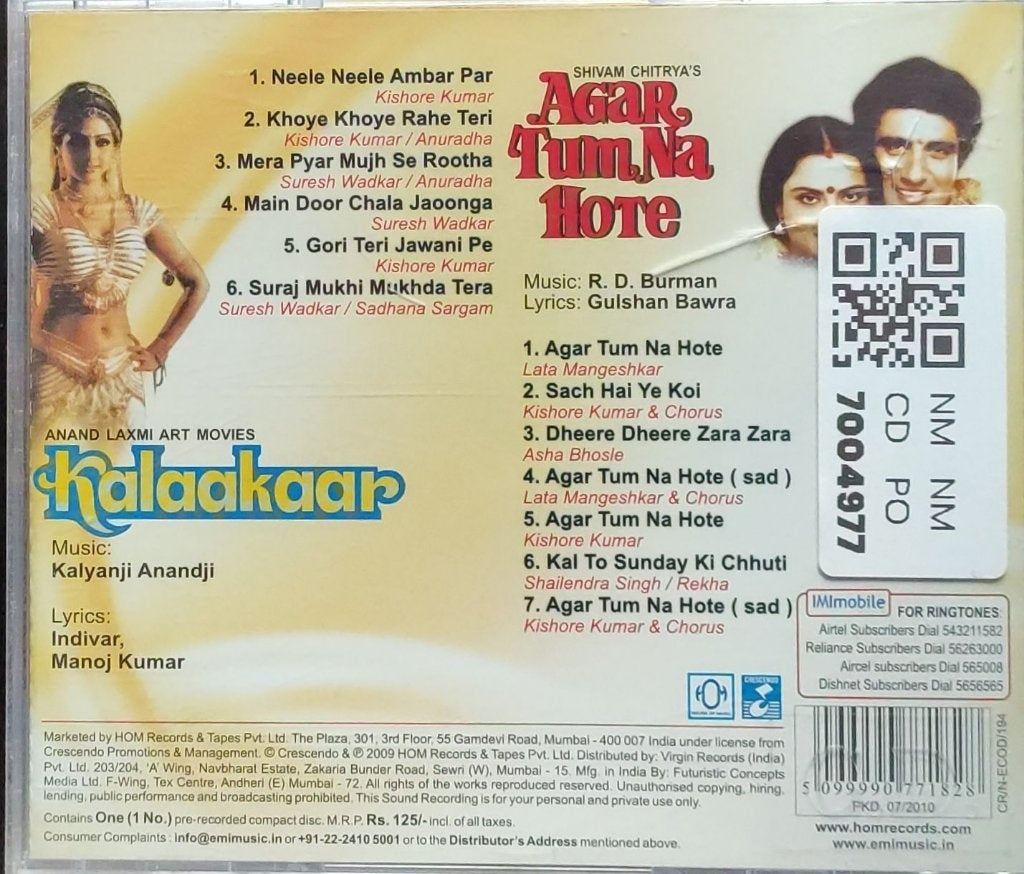 1. Neele Neele Ambar Par
Kishore Kumar
2. Khoye Khoye Rahe Teri
Kishore Kumar / Anuradha
3. Mera Pyar Mujh Se Rootha
Suresh Wadkar / Anuradha
4. Main Door Chala Jaoonga
Suresh Wadkar
5. Gori Teri Jawani Pe
Kishore Kumar
6. Suraj Mukhi Mukhda Tera
Suresh Wadkar / Sadhana Sargam
ANAND LAXMI ART MOVIES
Kalaakaar
Music:
Kalyanji Anandji
Lyrics:
Indivar,
Manoj Kumar
SHIVAM CHITRYA'S
AGAR
TUM NA
HOTE
Music: R. D. Burman
Lyrics: Gulshan Bawra
1. Agar Tum Na Hote
Lata Mangeshkar
2. Sach Hai Ye Koi
Kishore Kumar & Chorus
3. Dheere Dheere Zara Zara
Asha Bhosle
4. Agar Tum Na Hote ( sad )
Lata Mangeshkar & Chorus
5. Agar Tum Na Hote
Kishore Kumar
6. Kal To Sunday Ki Chhuti
Shailendra Singh / Rekha
7. Agar Tum Na Hote ( sad )
Kishore Kumar & Chorus
NM NM
CD PO
7004977
IMImobile
FOR RINGTONES:
Airtel Subscribers Dial 543211582
Reliance Subscribers Dial 56263000
Aircel subscribers Dial 565008
Dishnet Subscribers Dial 5656565
CRESCENDO
Marketed by HOM Records & Tapes Pvt. Ltd. The Plaza, 301, 3rd Floor, 55 Gamdevi Road, Mumbai - 400 007 India under license from
Crescendo Promotions & Management. © Crescendo & ℗ 2009 HOM Records & Tapes Pvt. Ltd. Distributed by: Virgin Records (India)
Pvt. Ltd. 203/204, 'A' Wing, Navbharat Estate, Zakaria Bunder Road, Sewri (W), Mumbai - 15. Mfg. in India By: Futuristic Concepts
Media Ltd. F-Wing, Tex Centre, Andheri (E) Mumbai - 72. All rights of the works reproduced reserved. Unauthorised copying, hiring,
lending, public performance and broadcasting prohibited. This Sound Recording is for your personal and private use only.
Contains One (1 No.) pre-recorded compact disc. M.R.P. Rs. 125/- incl. of all taxes.
Consumer Complaints : info@emimusic.in or +91-22-2410 5001 or to the Distributor's Address mentioned above.
5 099990 771828
PKD. 07/2010
CR/N-ECOD/194
www.homrecords.com
www.emimusic.in